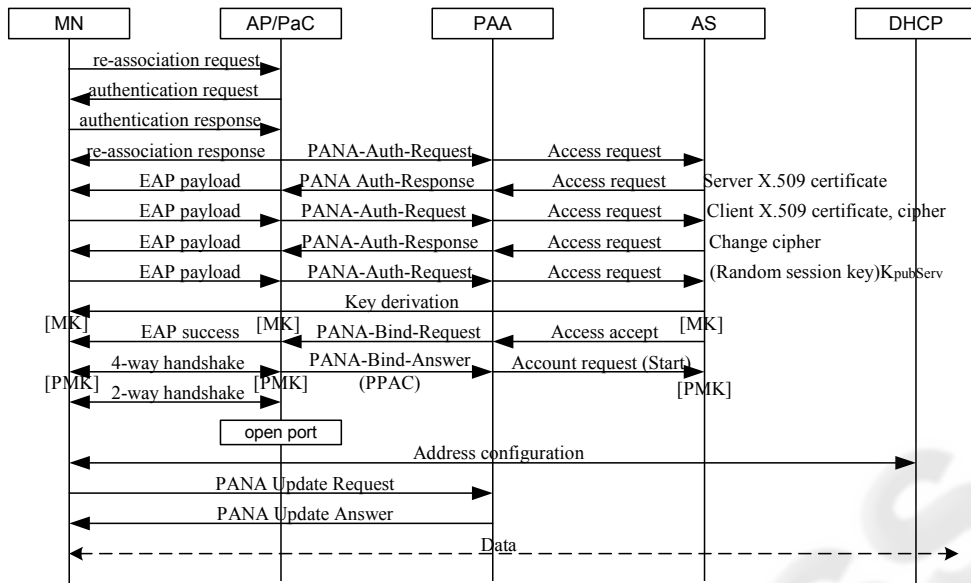 MN AP/PaC PAA AS DHCP
re-association request
authentication request
authentication response
re-association response PANA-Auth-Request Access request
EAP payload PANA Auth-Response Access request Server X.509 certificate
EAP payload PANA-Auth-Request Access request Client X.509 certificate, cipher
EAP payload PANA-Auth-Response Access request Change cipher
EAP payload PANA-Auth-Request Access request (Random session key)KpubServ
Key derivation
[MK] [MK] [MK]
EAP success PANA-Bind-Request Access accept
4-way handshake PANA-Bind-Answer Account request (Start)
(PPAC)
[PMK] [PMK] [PMK]
2-way handshake
open port
Address configuration
PANA Update Request
PANA Update Answer
Data